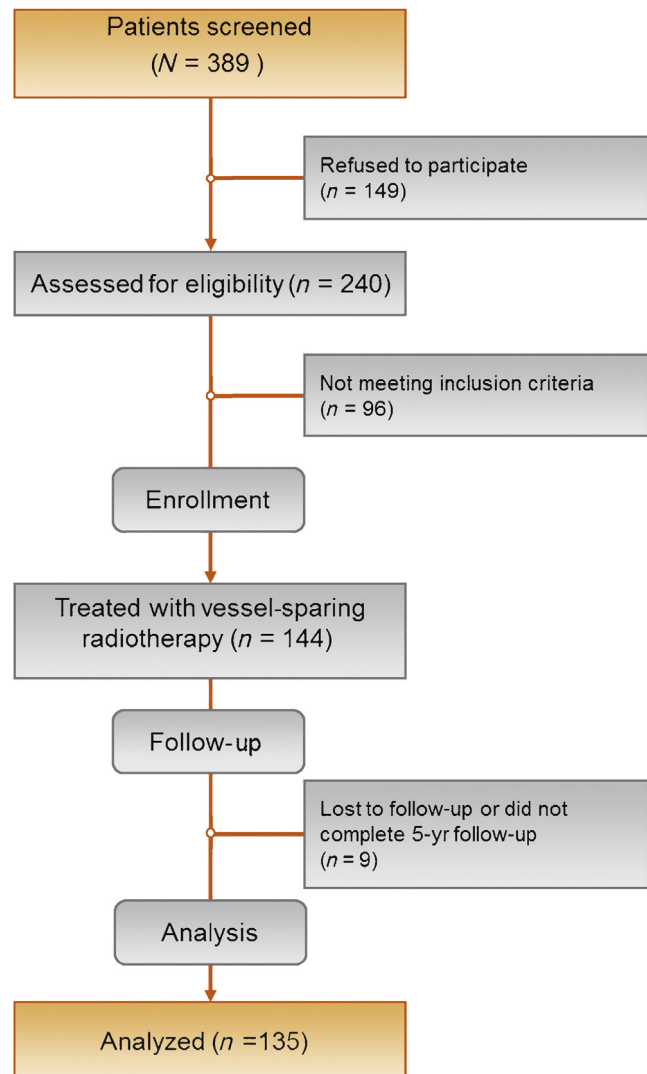 Patients screened
(N = 389 )
Refused to participate
(n = 149)
Assessed for eligibility (n = 240)
Not meeting inclusion criteria
(n = 96)
Enrollment
Treated with vessel-sparing
radiotherapy (n = 144)
Follow-up
Lost to follow-up or did not
complete 5-yr follow-up
(n = 9)
Analysis
Analyzed (n =135)